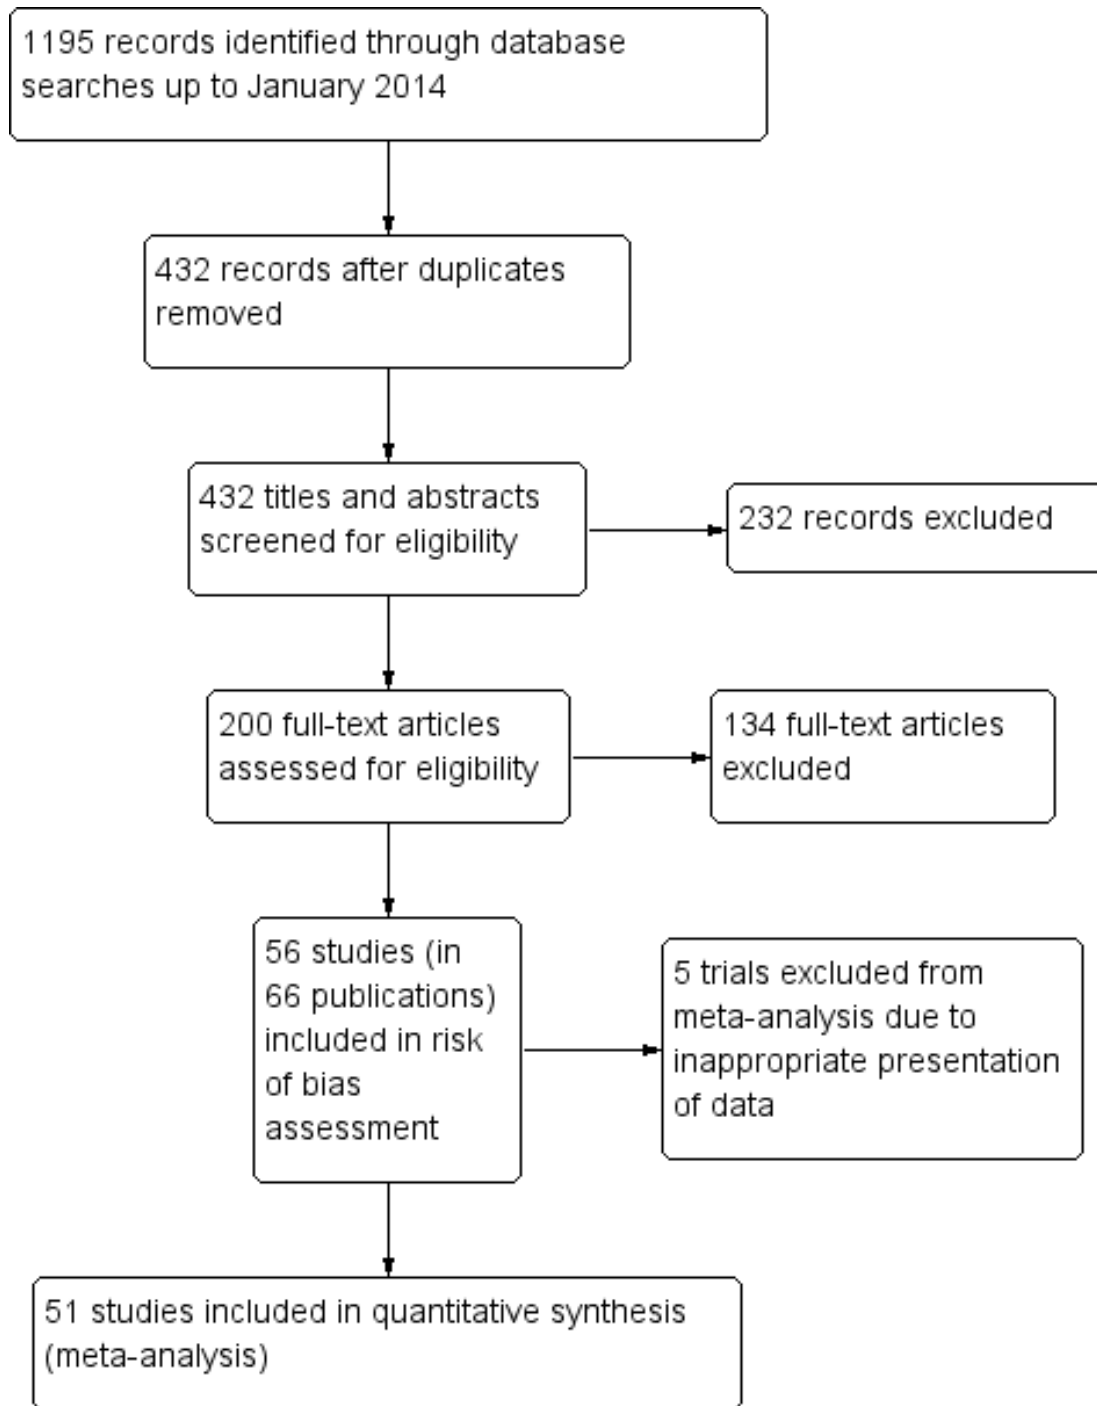 1195 records identified through database
searches up to January 2014
432 records after duplicates
removed
432 titles and abstracts
screened for eligibility
232 records excluded
200 full-text articles
assessed for eligibility
134 full-text articles
excluded
56 studies (in
66 publications)
included in risk
of bias
assessment
5 trials excluded from
meta-analysis due to
inappropriate presentation
of data
51 studies included in quantitative synthesis
(meta-analysis)